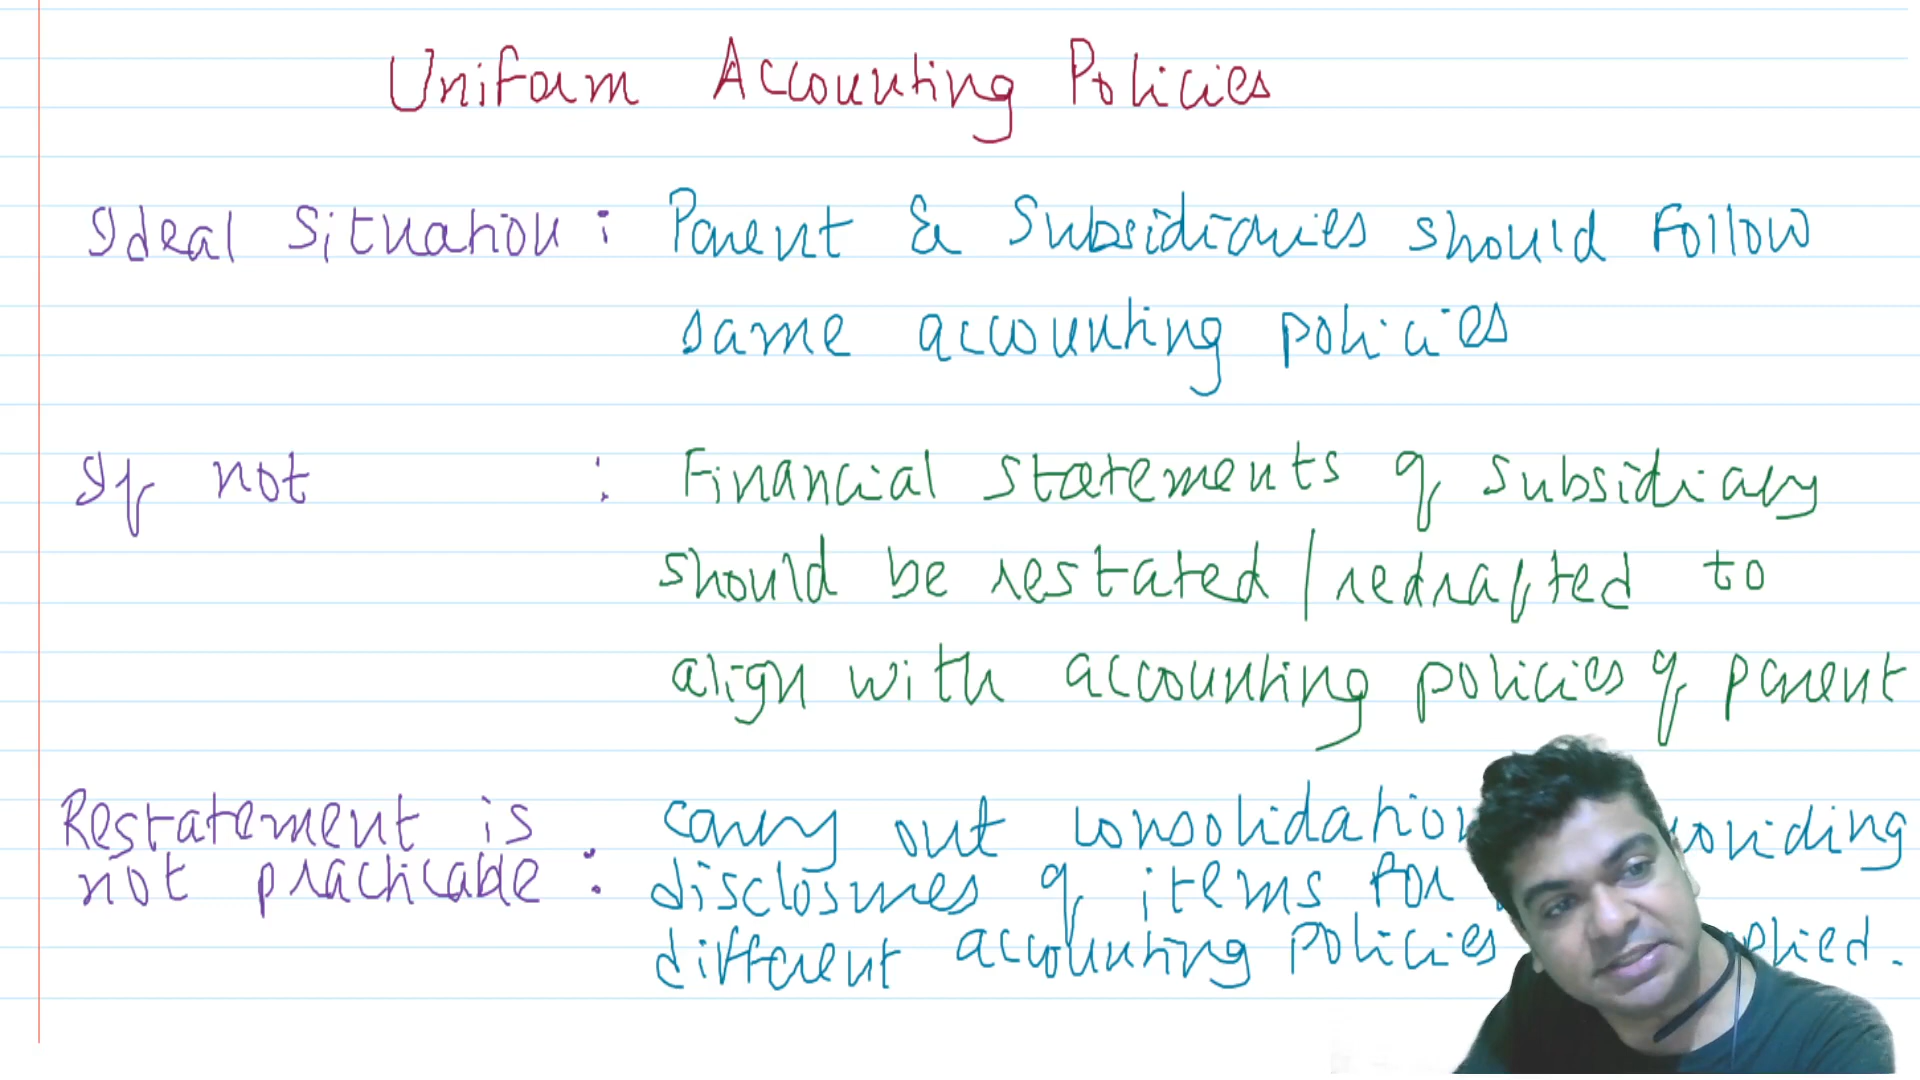 Uniform Accounting Policies
Ideal Situation : Parent & Subsidiaries should follow
same accounting policies
If not : Financial statements of subsidiary
should be restated/redrafted to
align with accounting policies of parent
Restatement is : carry out consolidation
not practicable disclosures of items for
different accounting policies